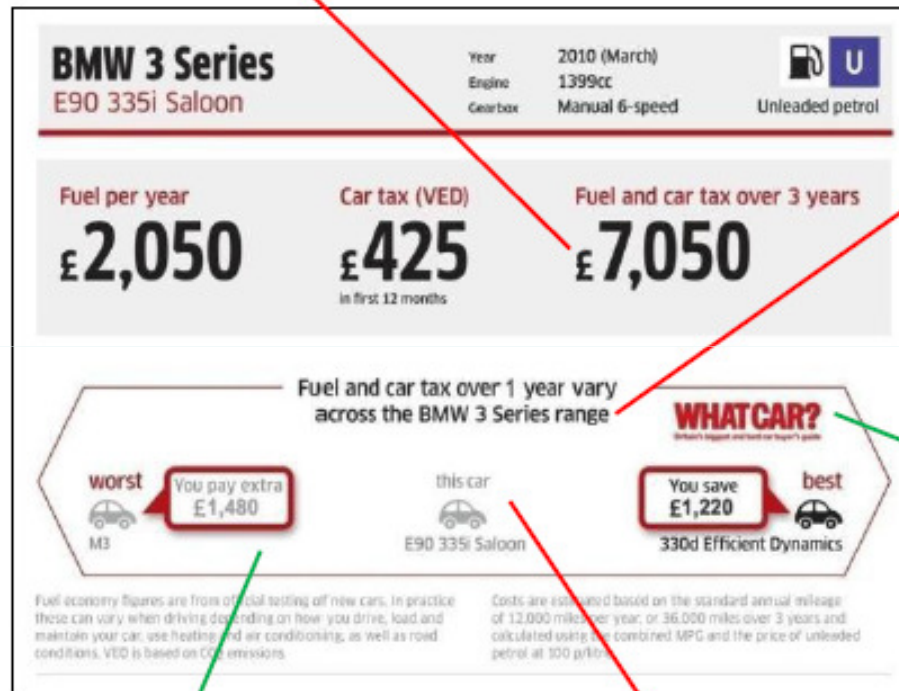 BMW 3 Series
E90 335i Saloon
Year 2010 (March)
Engine 1399cc
Gearbox Manual 6-speed
U
Unleaded petrol
Fuel per year
£2,050
Car tax (VED)
£425
in first 12 months
Fuel and car tax over 3 years
£7,050
Fuel and car tax over 1 year vary
across the BMW 3 Series range
WHATCAR?
Britain's biggest and best car buyer's guide
worst
You pay extra
£1,480
M3
this car
E90 335i Saloon
You save
£1,220
best
330d Efficient Dynamics
Fuel economy figures are from official testing of new cars. In practice
these can vary when driving depending on how you drive, load and
maintain your car, use heating and air conditioning, as well as road
conditions. VED is based on CO2 emissions.
Costs are estimated based on the standard annual mileage
of 12,000 miles per year, or 36,000 miles over 3 years and
calculated using the combined MPG and the price of unleaded
petrol at 100 p/litre